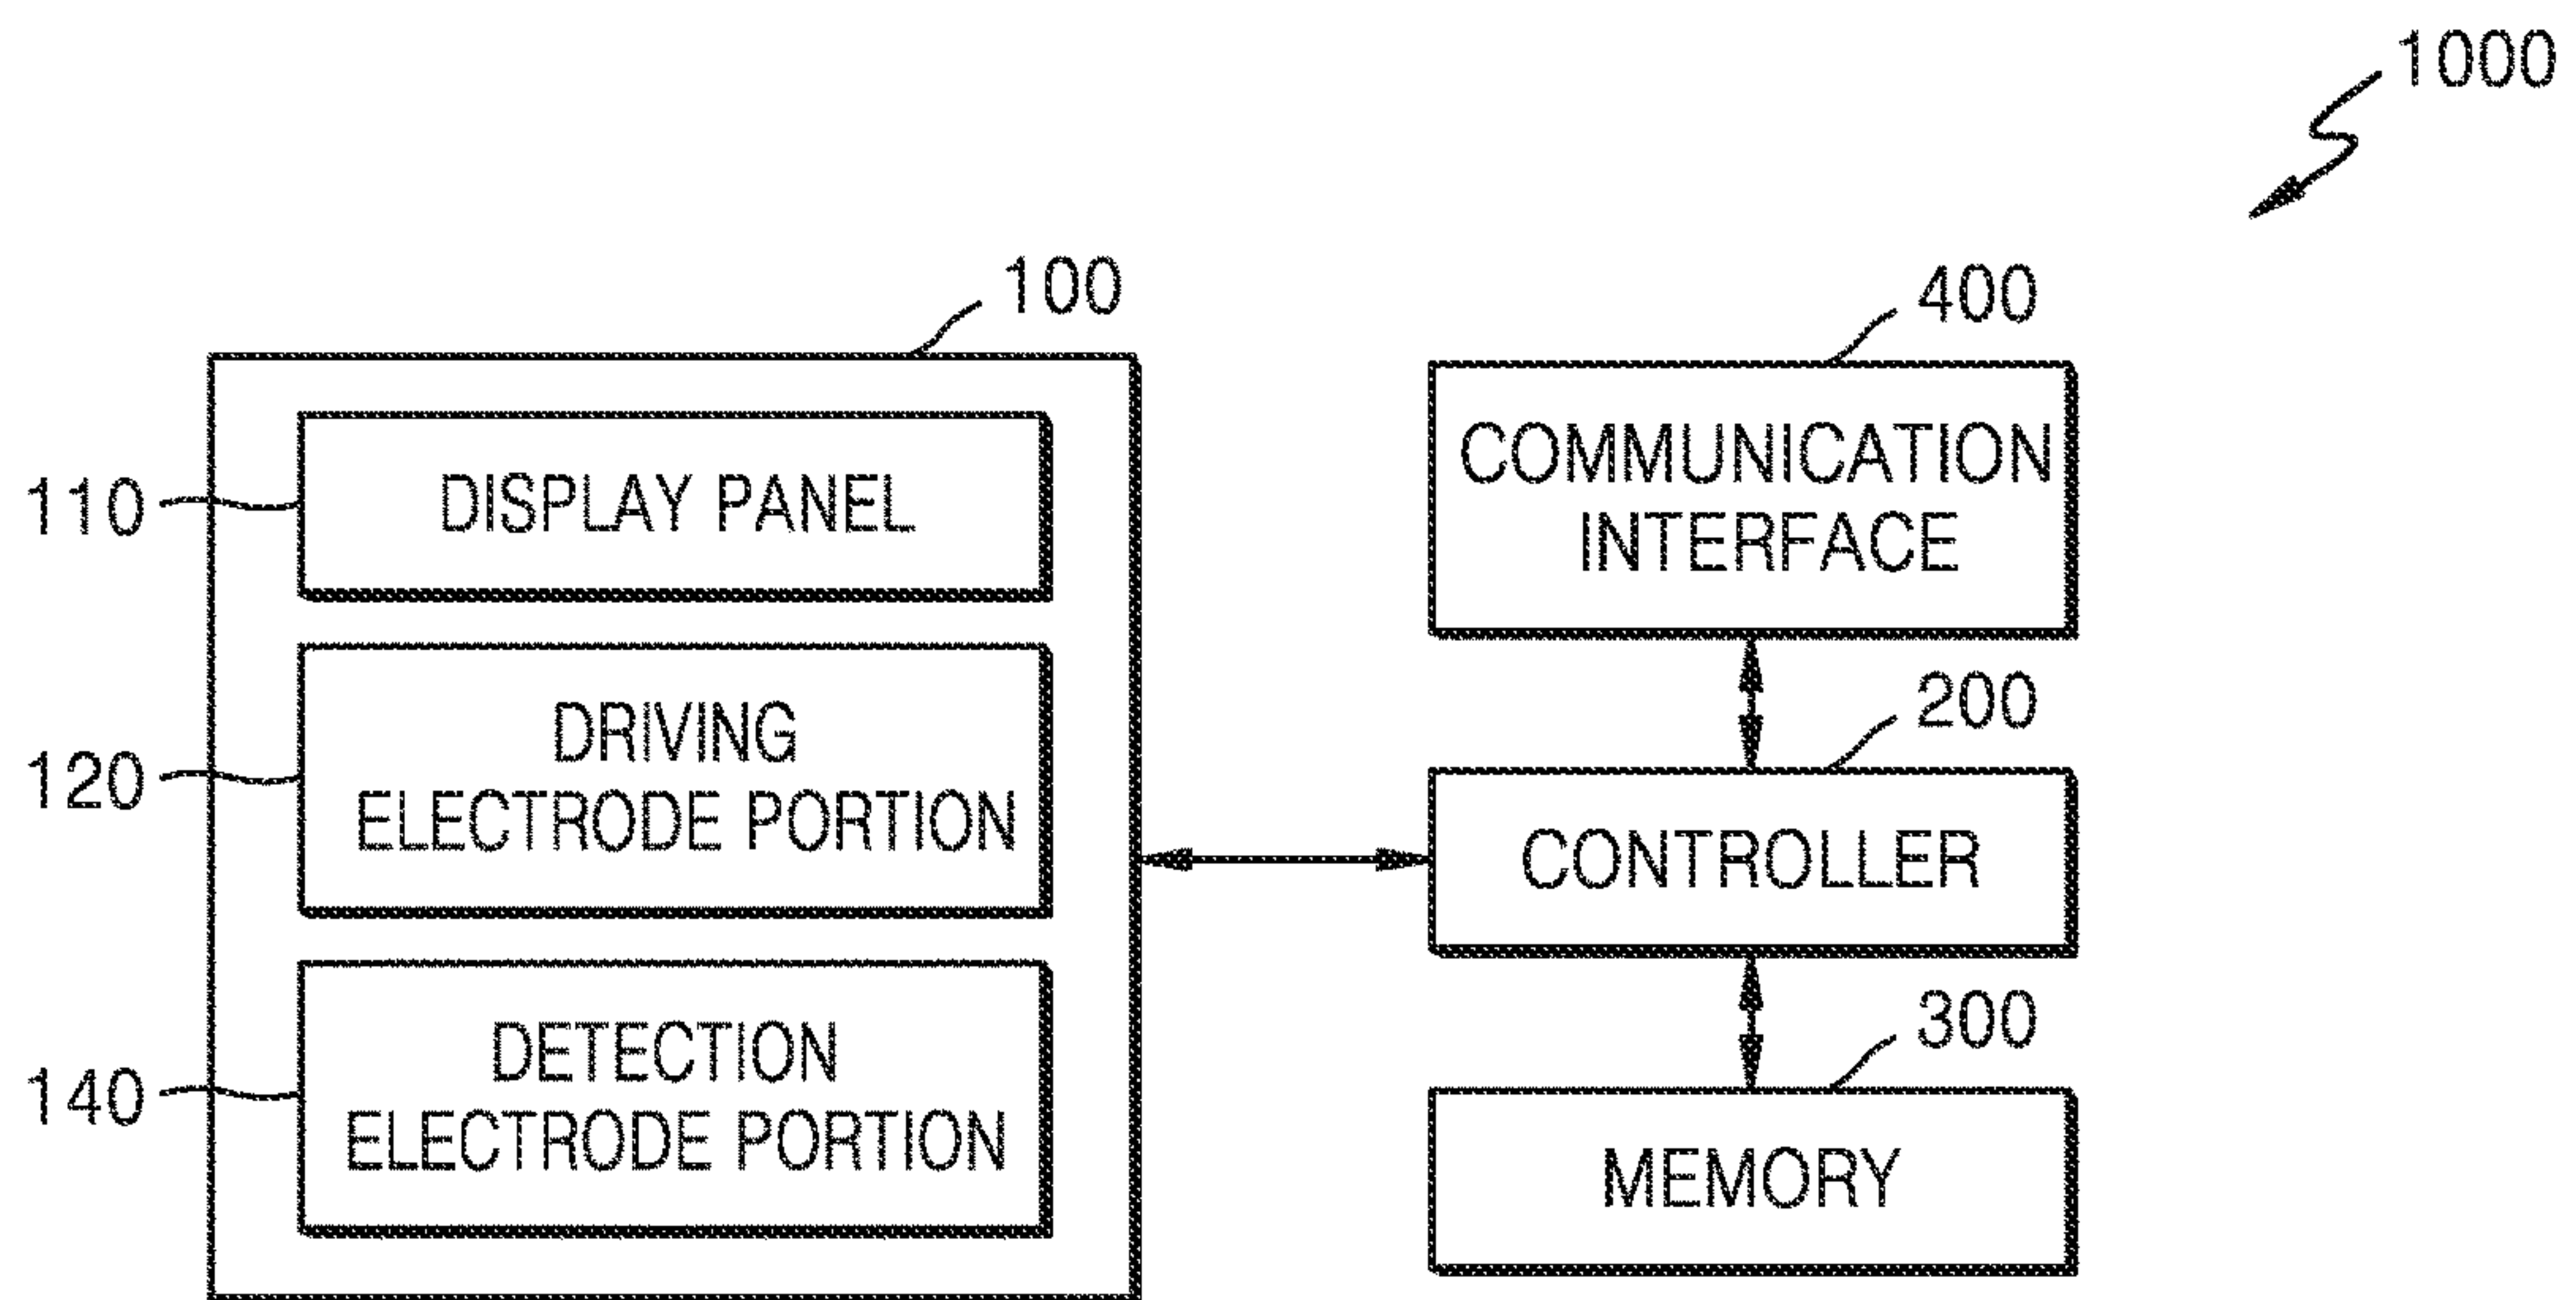 1000
100
110
DISPLAY PANEL
120
DRIVING
ELECTRODE PORTION
140
DETECTION
ELECTRODE PORTION
400
COMMUNICATION
INTERFACE
200
CONTROLLER
300
MEMORY